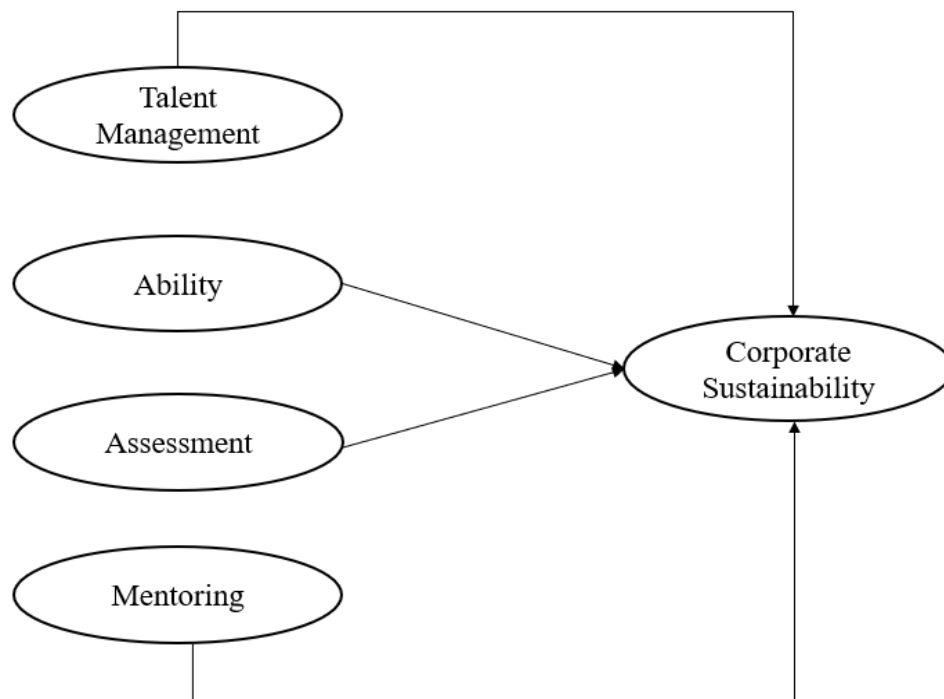 Talent
Management
Ability
Corporate
Sustainability
Assessment
Mentoring